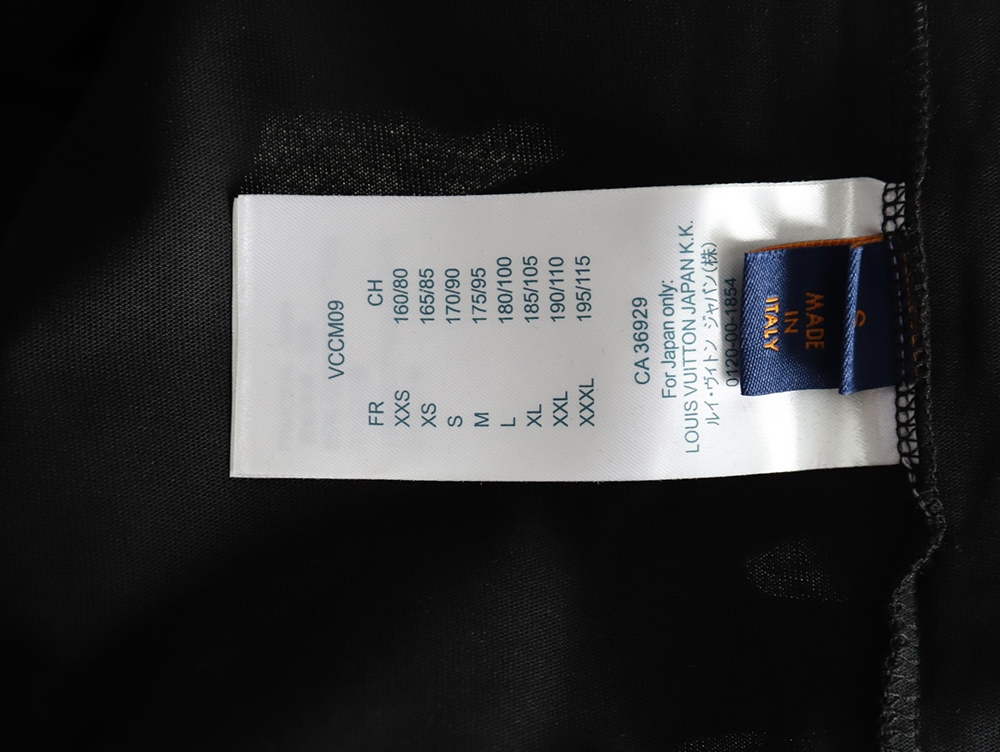 MADE
IN
ITALY
0120-00-1854
ルイ・ヴィトン ジャパン(株)
LOUIS VUITTON JAPAN K.K.
For Japan only:
CA 36929
FR CH
XXS 160/80
XS 165/85
S 170/90
M 175/95
L 180/100
XL 185/105
XXL 190/110
XXXL 195/115
VCCM09